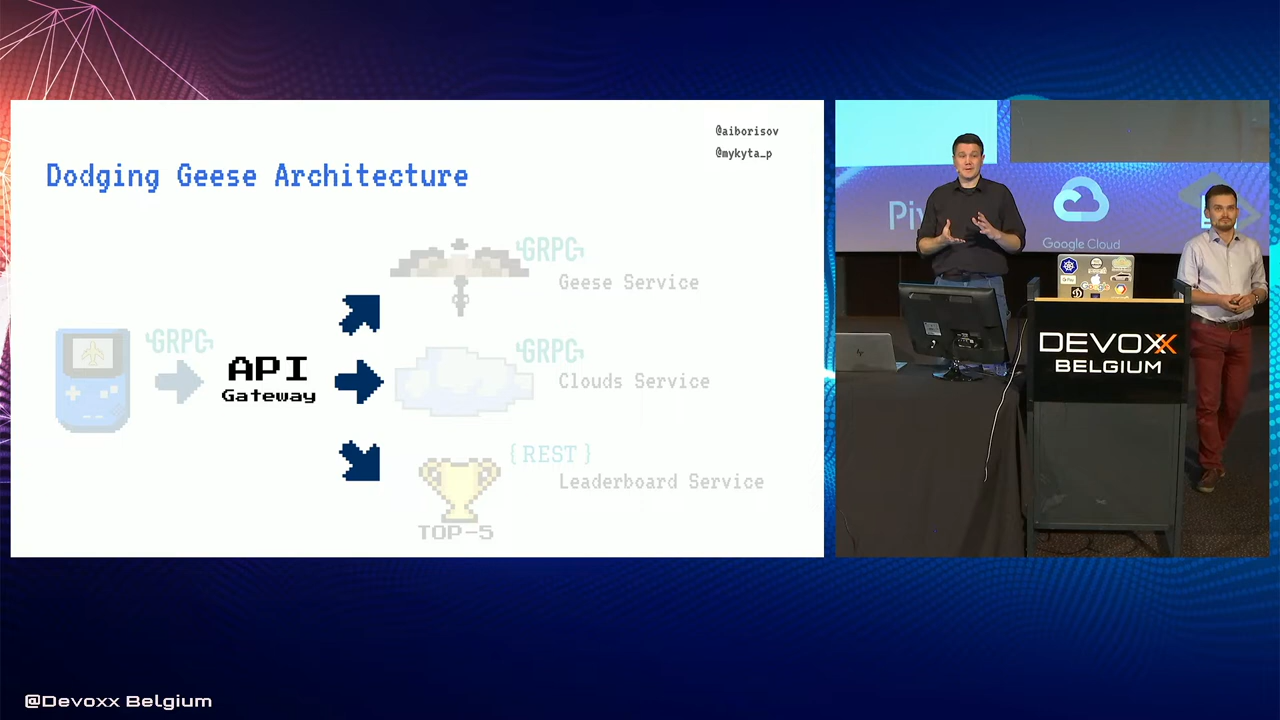 @aiborisov
@mykyta_p
Dodging Geese Architecture
GRPC
Geese Service
GRPC
API
Gateway
GRPC
Clouds Service
{ REST }
Leaderboard Service
TOP-5
Google Cloud
DEVOXX
BELGIUM
@Devoxx Belgium